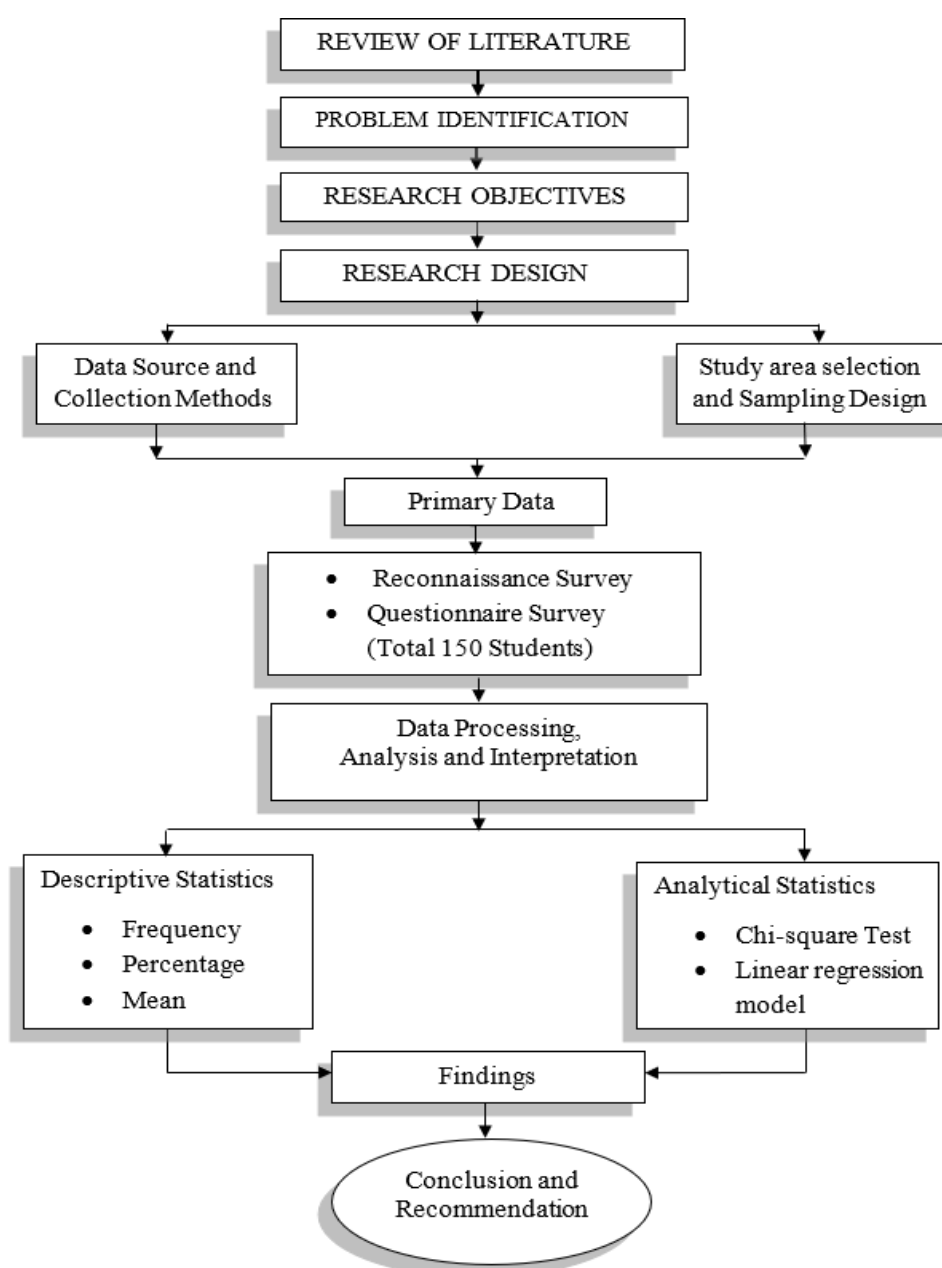 REVIEW OF LITERATURE
PROBLEM IDENTIFICATION
RESEARCH OBJECTIVES
RESEARCH DESIGN
Data Source and
Collection Methods
Study area selection
and Sampling Design
Primary Data
• Reconnaissance Survey
• Questionnaire Survey
(Total 150 Students)
Data Processing,
Analysis and Interpretation
Descriptive Statistics
• Frequency
• Percentage
• Mean
Analytical Statistics
• Chi-square Test
• Linear regression
model
Findings
Conclusion and
Recommendation